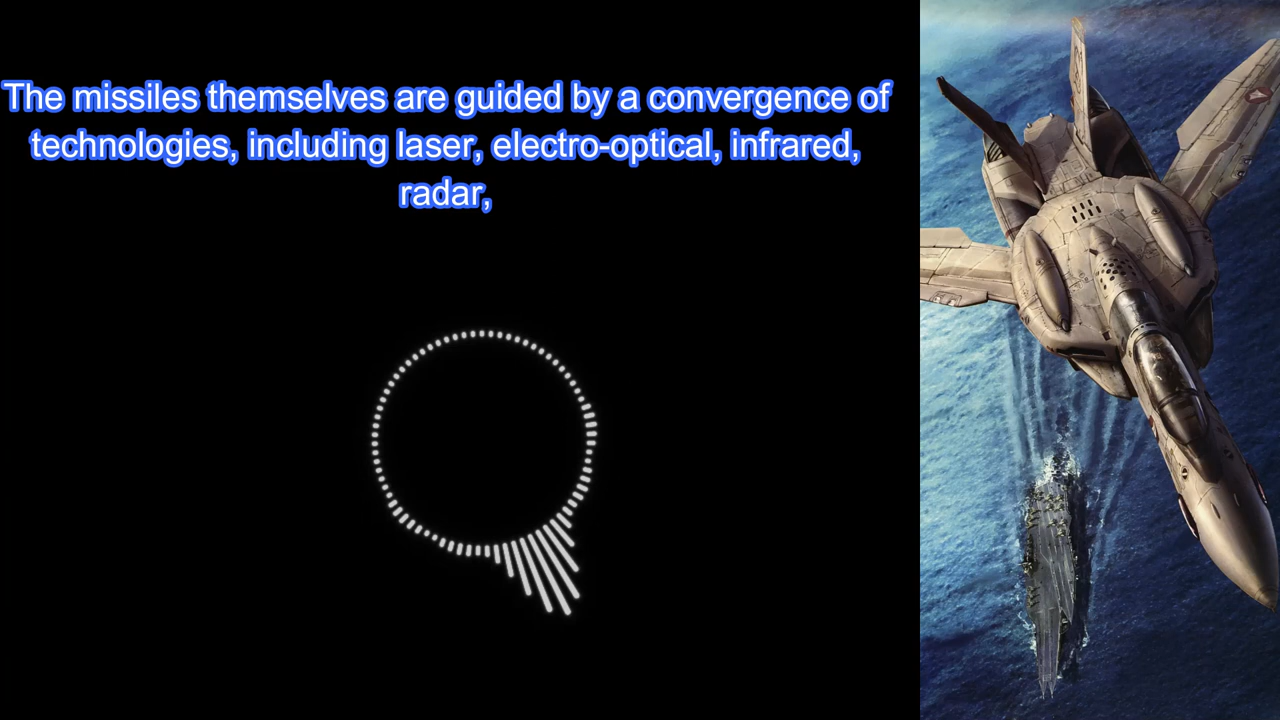 The missiles themselves are guided by a convergence of
technologies, including laser, electro-optical, infrared,
radar,